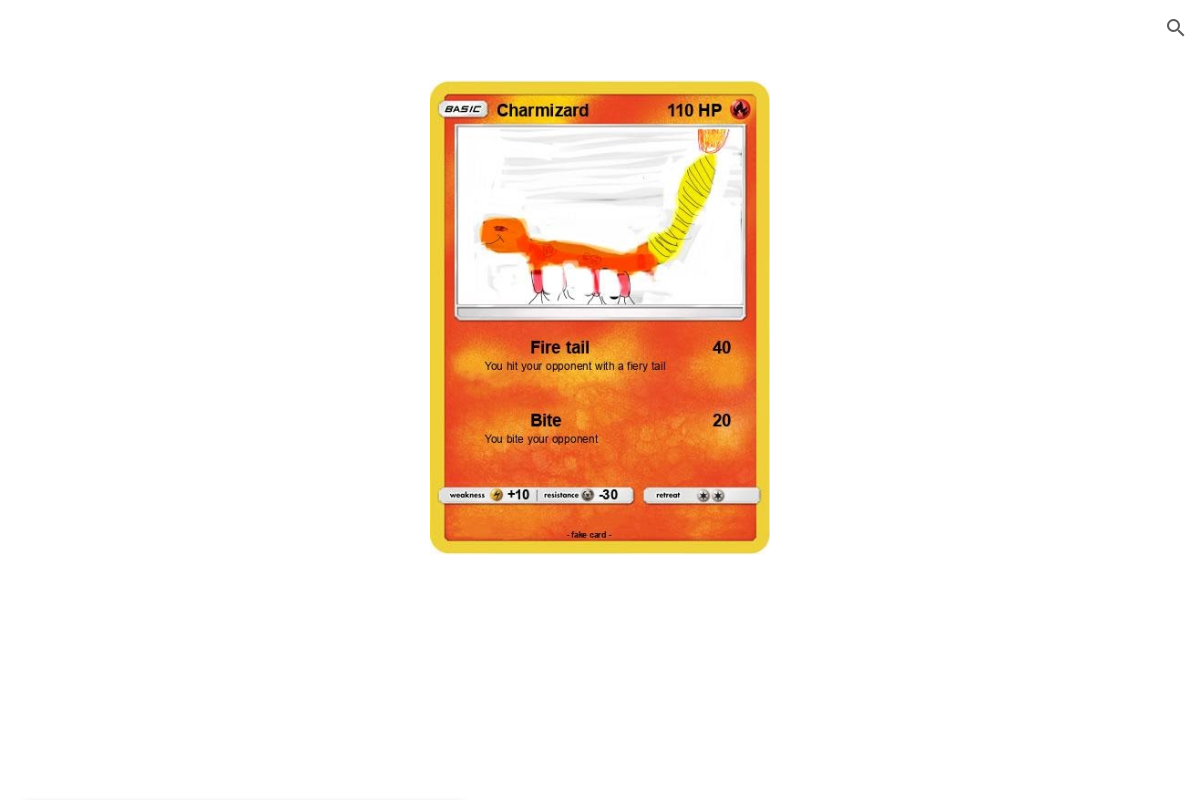 BASIC Charmizard 110 HP
Fire tail 40
You hit your opponent with a fiery tail
Bite 20
You bite your opponent
weakness +10 resistance -30 retreat
- fake card -